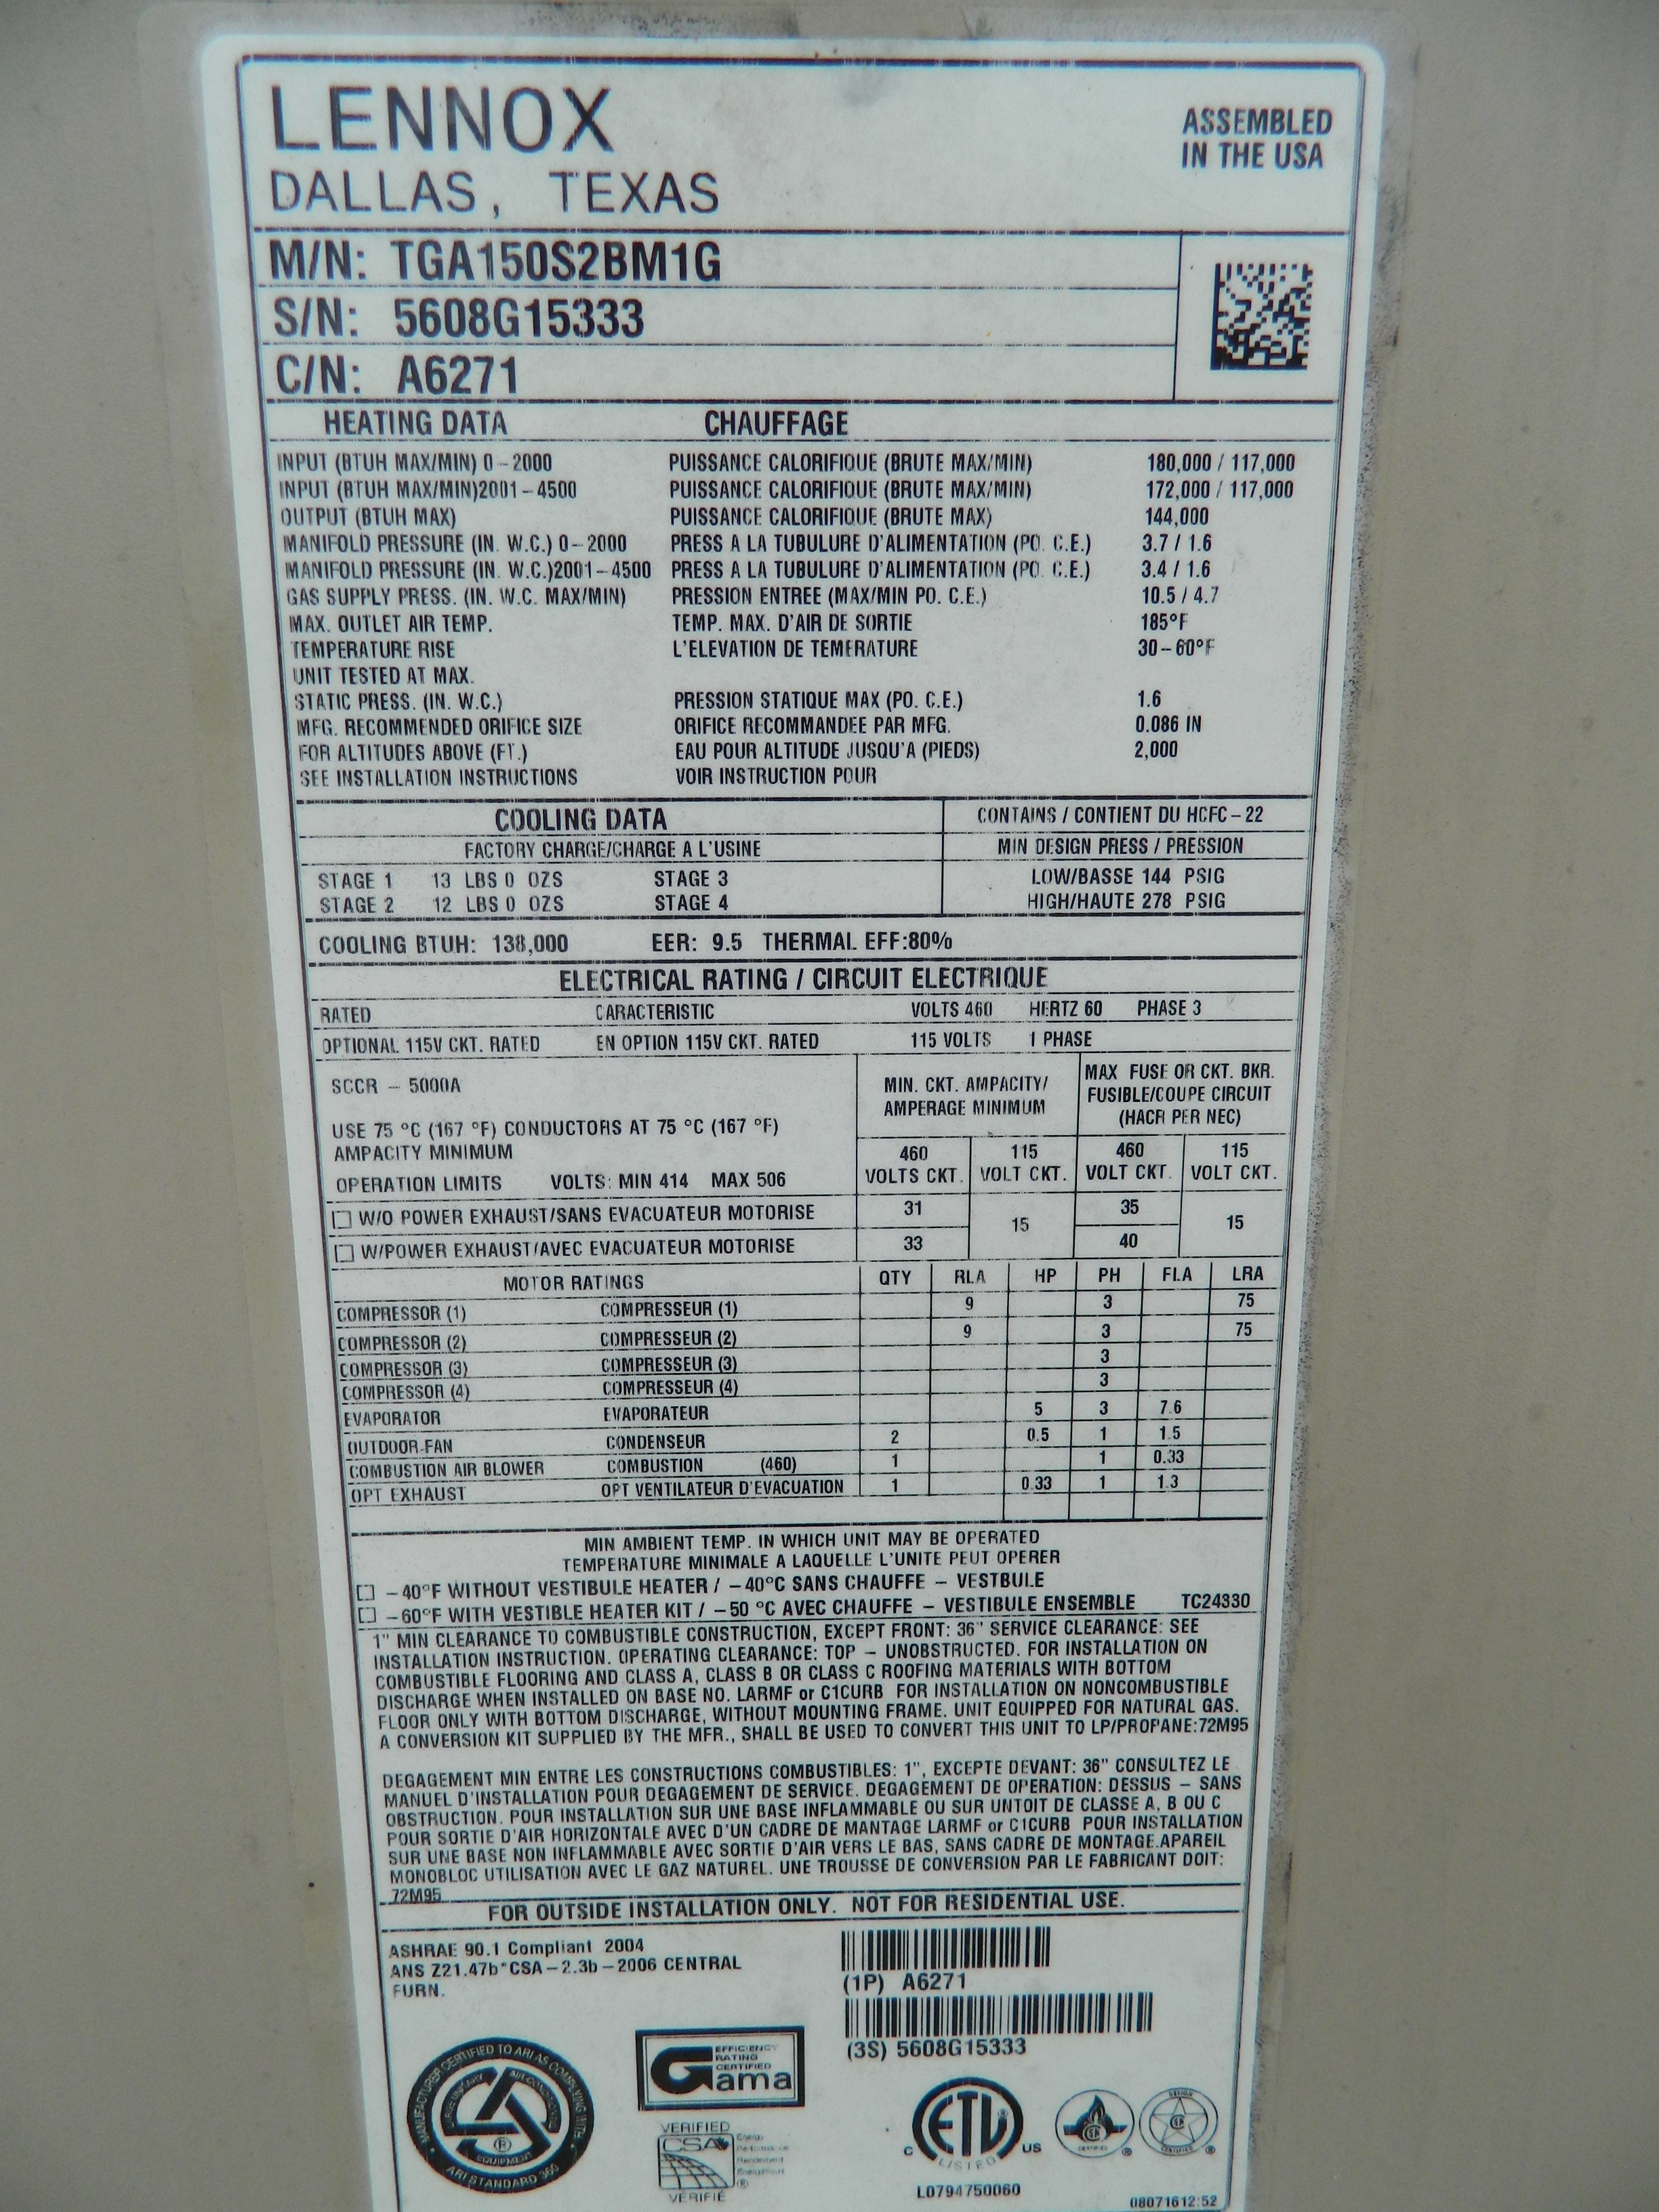 LENNOX
DALLAS, TEXAS
ASSEMBLED
IN THE USA
M/N: TGA150S2BM1G
S/N: 5608G15333
C/N: A6271
HEATING DATA CHAUFFAGE
INPUT (BTUH MAX/MIN) 0-2000 PUISSANCE CALORIFIQUE (BRUTE MAX/MIN) 180,000 / 117,000
INPUT (BTUH MAX/MIN)2001-4500 PUISSANCE CALORIFIQUE (BRUTE MAX/MIN) 172,000 / 117,000
OUTPUT (BTUH MAX) PUISSANCE CALORIFIQUE (BRUTE MAX) 144,000
MANIFOLD PRESSURE (IN. W.C.) 0-2000 PRESS A LA TUBULURE D'ALIMENTATION (PO. C.E.) 3.7 / 1.6
MANIFOLD PRESSURE (IN. W.C.)2001-4500 PRESS A LA TUBULURE D'ALIMENTATION (PO. C.E.) 3.4 / 1.6
GAS SUPPLY PRESS. (IN. W.C. MAX/MIN) PRESSION ENTREE (MAX/MIN PO. C.E.) 10.5 / 4.7
MAX. OUTLET AIR TEMP. TEMP. MAX. D'AIR DE SORTIE 185°F
TEMPERATURE RISE L'ELEVATION DE TEMERATURE 30-60°F
UNIT TESTED AT MAX.
STATIC PRESS. (IN. W.C.) PRESSION STATIQUE MAX (PO. C.E.) 1.6
MFG. RECOMMENDED ORIFICE SIZE ORIFICE RECOMMANDEE PAR MFG. 0.086 IN
FOR ALTITUDES ABOVE (FT.) EAU POUR ALTITUDE JUSQU'A (PIEDS) 2,000
SEE INSTALLATION INSTRUCTIONS VOIR INSTRUCTION POUR
COOLING DATA CONTAINS / CONTIENT DU HCFC-22
FACTORY CHARGE/CHARGE A L'USINE MIN DESIGN PRESS / PRESSION
STAGE 1 13 LBS 0 OZS STAGE 3 LOW/BASSE 144 PSIG
STAGE 2 12 LBS 0 OZS STAGE 4 HIGH/HAUTE 278 PSIG
COOLING BTUH: 138,000 EER: 9.5 THERMAL EFF:80%
ELECTRICAL RATING / CIRCUIT ELECTRIQUE
RATED CARACTERISTIC VOLTS 460 HERTZ 60 PHASE 3
OPTIONAL 115V CKT. RATED EN OPTION 115V CKT. RATED 115 VOLTS 1 PHASE
SCCR - 5000A
USE 75 °C (167 °F) CONDUCTORS AT 75 °C (167 °F)
AMPACITY MINIMUM
OPERATION LIMITS VOLTS: MIN 414 MAX 506
MIN. CKT. AMPACITY/
AMPERAGE MINIMUM
MAX FUSE OR CKT. BKR.
FUSIBLE/COUPE CIRCUIT
(HACR PER NEC)
460 115 460 115
VOLTS CKT. VOLT CKT. VOLT CKT. VOLT CKT.
W/O POWER EXHAUST/SANS EVACUATEUR MOTORISE 31 15 35 15
W/POWER EXHAUST/AVEC EVACUATEUR MOTORISE 33 40
MOTOR RATINGS QTY RLA HP PH FLA LRA
COMPRESSOR (1) COMPRESSEUR (1) 9 3 75
COMPRESSOR (2) COMPRESSEUR (2) 9 3 75
COMPRESSOR (3) COMPRESSEUR (3) 3
COMPRESSOR (4) COMPRESSEUR (4) 3
EVAPORATOR EVAPORATEUR 5 3 7.6
OUTDOOR FAN CONDENSEUR 2 0.5 1 1.5
COMBUSTION AIR BLOWER COMBUSTION (460) 1 1 0.33
OPT EXHAUST OPT VENTILATEUR D'EVACUATION 1 0.33 1 1.3
MIN AMBIENT TEMP. IN WHICH UNIT MAY BE OPERATED
TEMPERATURE MINIMALE A LAQUELLE L'UNITE PEUT OPERER
-40°F WITHOUT VESTIBULE HEATER / -40°C SANS CHAUFFE - VESTBULE
-60°F WITH VESTIBLE HEATER KIT / -50 °C AVEC CHAUFFE - VESTIBULE ENSEMBLE TC24330
1" MIN CLEARANCE TO COMBUSTIBLE CONSTRUCTION, EXCEPT FRONT: 36" SERVICE CLEARANCE: SEE
INSTALLATION INSTRUCTION. OPERATING CLEARANCE: TOP - UNOBSTRUCTED. FOR INSTALLATION ON
COMBUSTIBLE FLOORING AND CLASS A, CLASS B OR CLASS C ROOFING MATERIALS WITH BOTTOM
DISCHARGE WHEN INSTALLED ON BASE NO. LARMF or C1CURB FOR INSTALLATION ON NONCOMBUSTIBLE
FLOOR ONLY WITH BOTTOM DISCHARGE, WITHOUT MOUNTING FRAME. UNIT EQUIPPED FOR NATURAL GAS.
A CONVERSION KIT SUPPLIED BY THE MFR., SHALL BE USED TO CONVERT THIS UNIT TO LP/PROPANE:72M95
DEGAGEMENT MIN ENTRE LES CONSTRUCTIONS COMBUSTIBLES: 1", EXCEPTE DEVANT: 36" CONSULTEZ LE
MANUEL D'INSTALLATION POUR DEGAGEMENT DE SERVICE. DEGAGEMENT DE OPERATION: DESSUS - SANS
OBSTRUCTION. POUR INSTALLATION SUR UNE BASE INFLAMMABLE OU SUR UNTOIT DE CLASSE A, B OU C
POUR SORTIE D'AIR HORIZONTALE AVEC D'UN CADRE DE MANTAGE LARMF or C1CURB POUR INSTALLATION
SUR UNE BASE NON INFLAMMABLE AVEC SORTIE D'AIR VERS LE BAS, SANS CADRE DE MONTAGE.APAREIL
MONOBLOC UTILISATION AVEC LE GAZ NATUREL. UNE TROUSSE DE CONVERSION PAR LE FABRICANT DOIT:
72M95
FOR OUTSIDE INSTALLATION ONLY. NOT FOR RESIDENTIAL USE.
ASHRAE 90.1 Compliant 2004
ANS Z21.47b*CSA-2.3b-2006 CENTRAL
FURN.
(1P) A6271
(3S) 5608G15333
MANUFACTURER CERTIFIED TO ARI AS COMPLYING WITH
AIR-CONDITIONING
EQUIPMENT
ARI STANDARD 360
EFFICIENCY
RATING
CERTIFIED
Gama
VERIFIED
CSA
Energy
Performance
Rendement
Énergétique
VÉRIFIÉ
C ETL US
LISTED
L0794750060
08071612:52